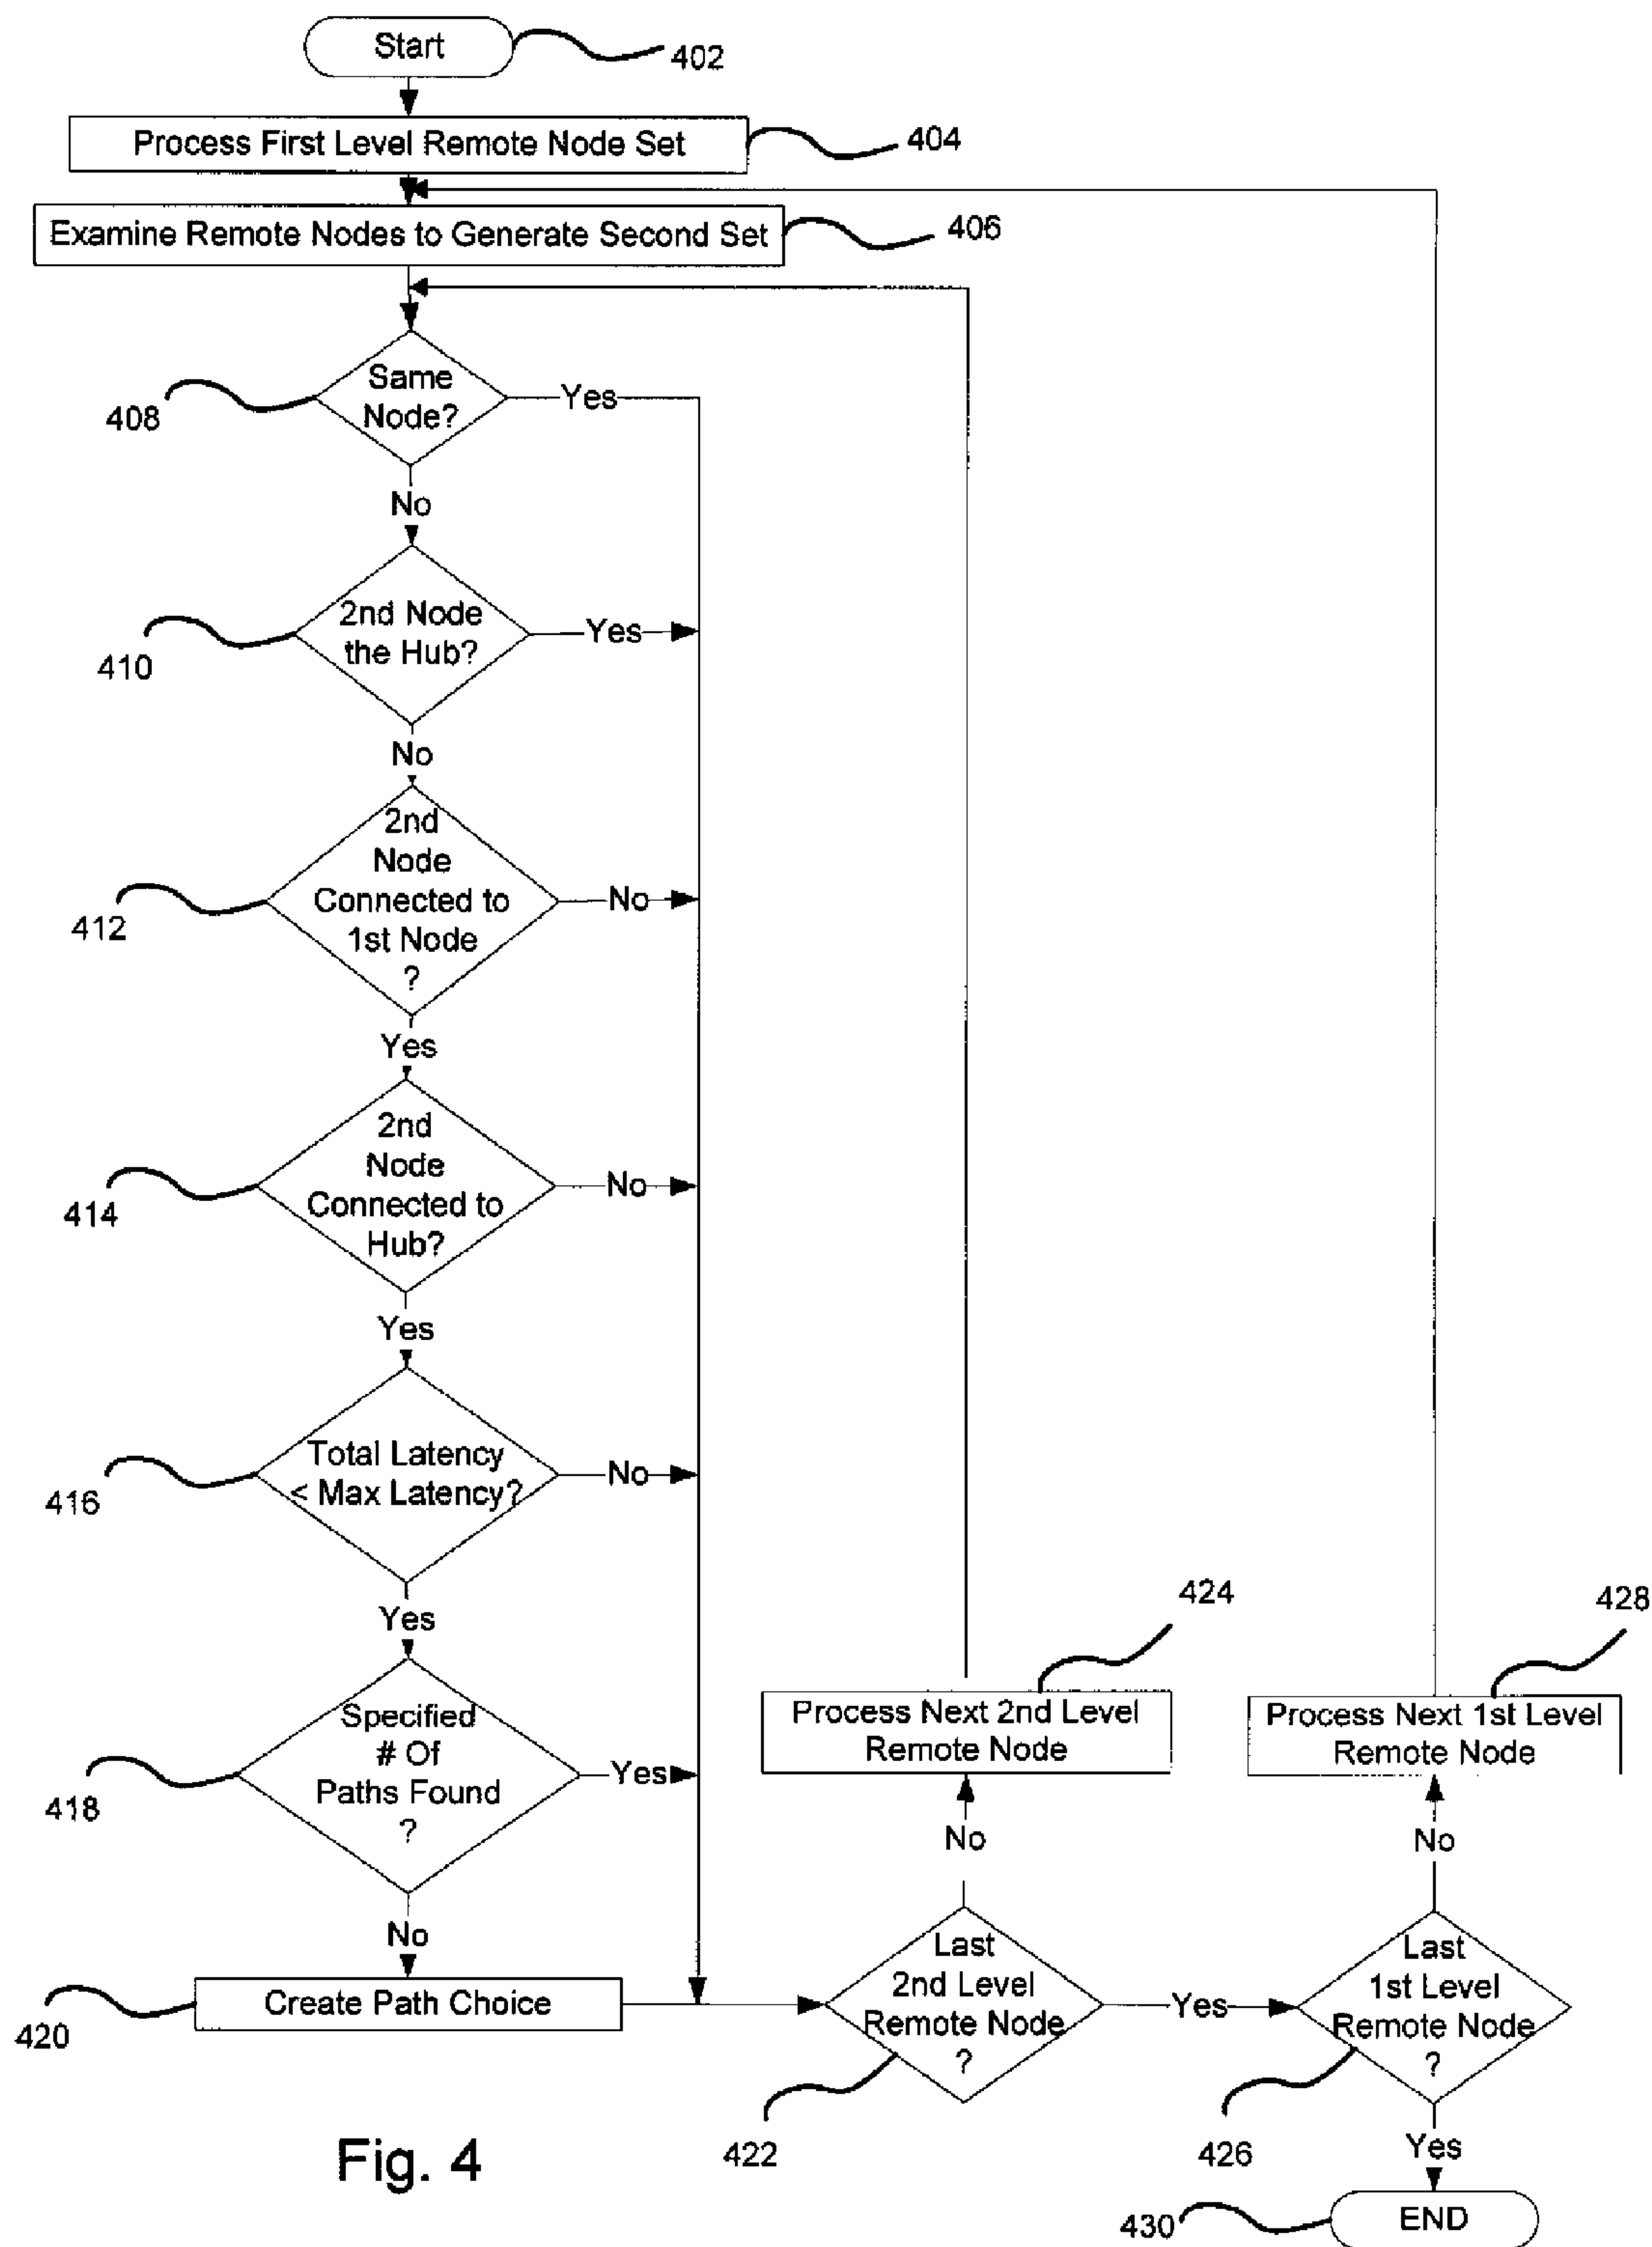 Start
402
Process First Level Remote Node Set
404
Examine Remote Nodes to Generate Second Set
406
Same
Node?
Yes
408
No
2nd Node
the Hub?
Yes
410
No
2nd
Node
Connected to
1st Node
?
No
412
Yes
2nd
Node
Connected to
Hub?
No
414
Yes
Total Latency
< Max Latency?
No
416
Yes
Specified
# Of
Paths Found
?
Yes
418
No
Create Path Choice
420
424
Process Next 2nd Level
Remote Node
No
Last
2nd Level
Remote Node
?
422
Yes
428
Process Next 1st Level
Remote Node
No
Last
1st Level
Remote Node
?
426
Yes
END
430
Fig. 4